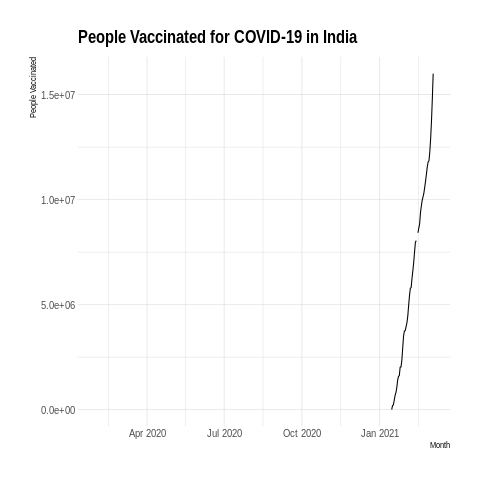 People Vaccinated for COVID-19 in India
People Vaccinated
1.5e+07
1.0e+07
5.0e+06
0.0e+00
Apr 2020 Jul 2020 Oct 2020 Jan 2021
Month